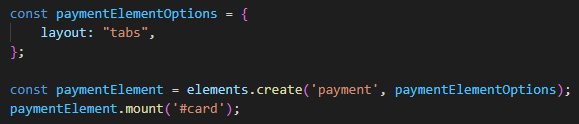 const paymentElementOptions = {
    layout: "tabs",
};

const paymentElement = elements.create('payment', paymentElementOptions);
paymentElement.mount('#card');